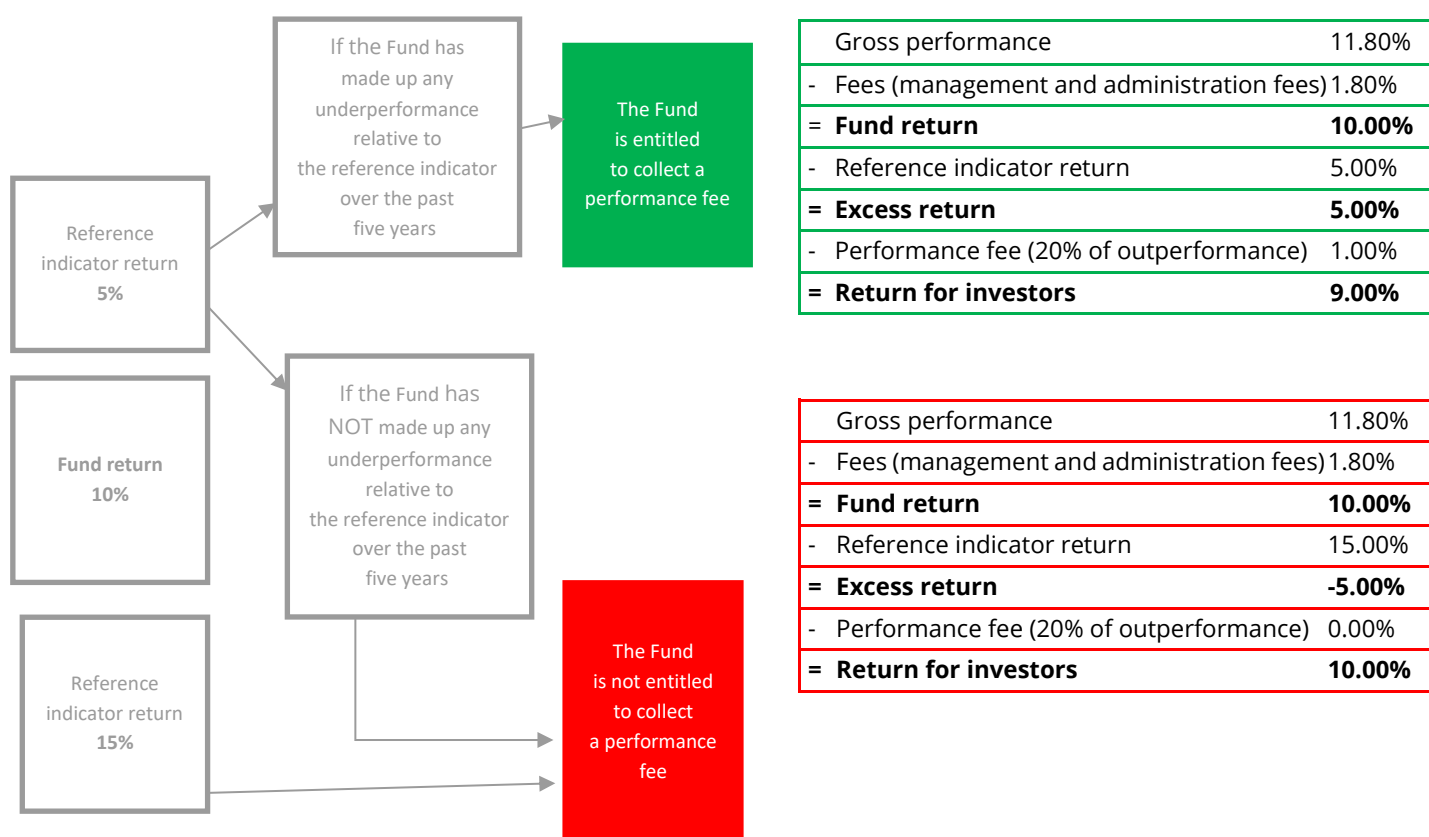 If the Fund has
made up any
underperformance
relative to
the reference indicator
over the past
five years
The Fund
is entitled
to collect a
performance fee
Reference
indicator return
5%
If the Fund has
NOT made up any
underperformance
relative to
the reference indicator
over the past
five years
Fund return
10%
The Fund
is not entitled
to collect
a performance
fee
Reference
indicator return
15%
Gross performance 11.80%
- Fees (management and administration fees) 1.80%
= Fund return 10.00%
- Reference indicator return 5.00%
= Excess return 5.00%
- Performance fee (20% of outperformance) 1.00%
= Return for investors 9.00%
Gross performance 11.80%
- Fees (management and administration fees) 1.80%
= Fund return 10.00%
- Reference indicator return 15.00%
= Excess return -5.00%
- Performance fee (20% of outperformance) 0.00%
= Return for investors 10.00%